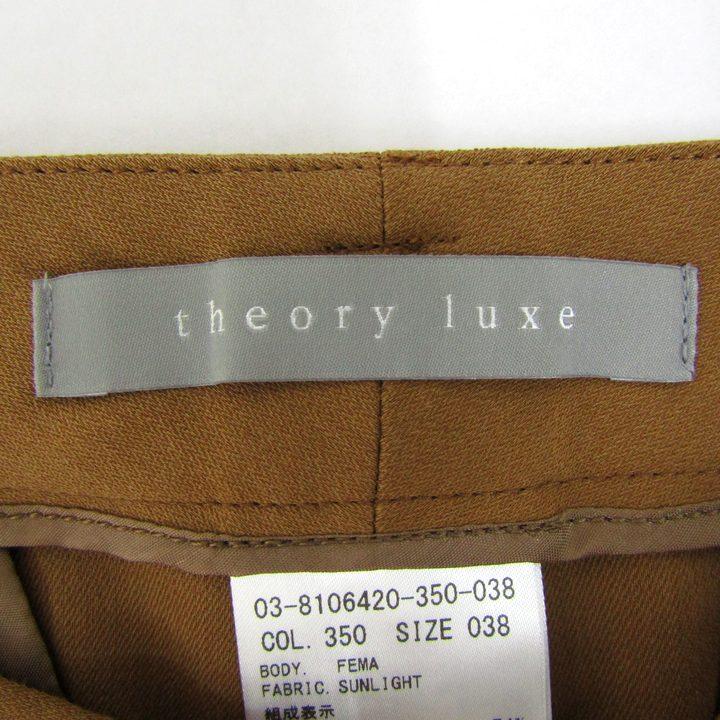 theory luxe
03-8106420-350-038
COL. 350 SIZE 038
BODY. FEMA
FABRIC. SUNLIGHT
組成表示